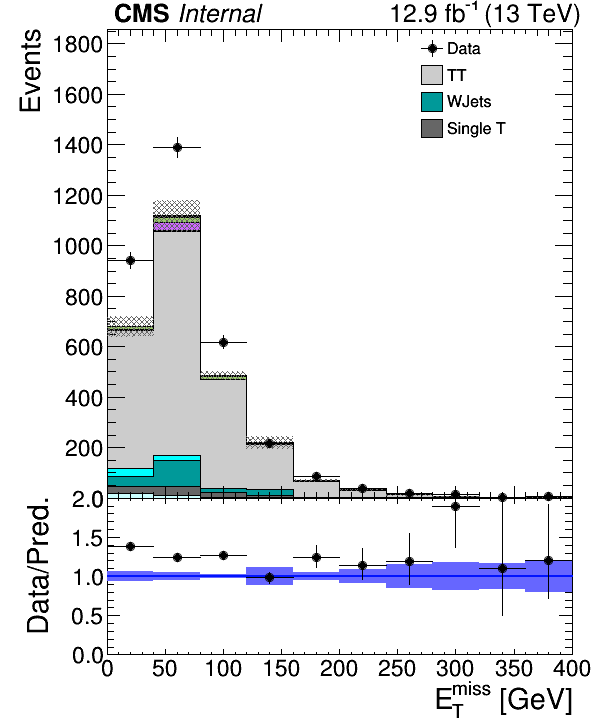 CMS Internal 12.9 fb⁻¹ (13 TeV)
Events
1800
1600
1400
1200
1000
800
600
400
200
Data
TT
WJets
Single T
Data/Pred.
2.0
1.5
1.0
0.5
0.0
0 50 100 150 200 250 300 350 400
E_T^miss [GeV]